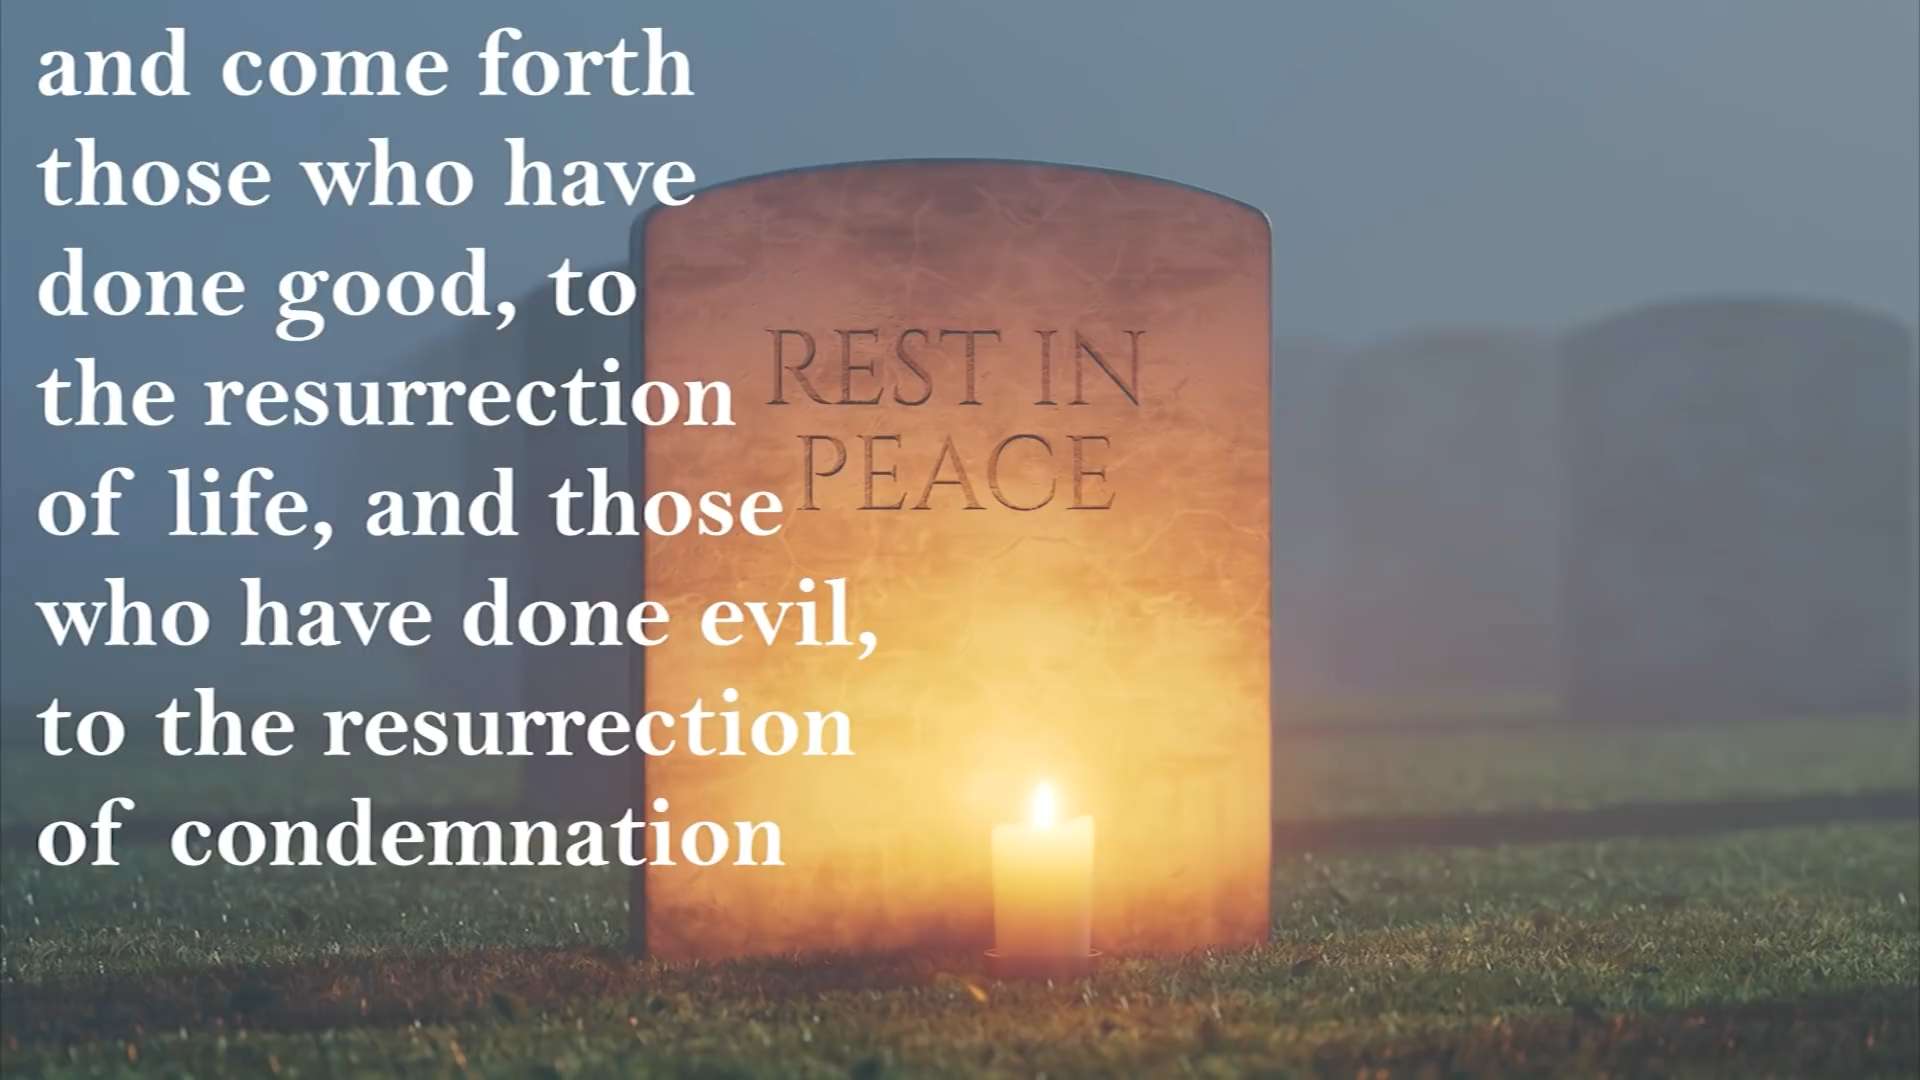 and come forth
those who have
done good, to
the resurrection
of life, and those
who have done evil,
to the resurrection
of condemnation
REST IN
PEACE